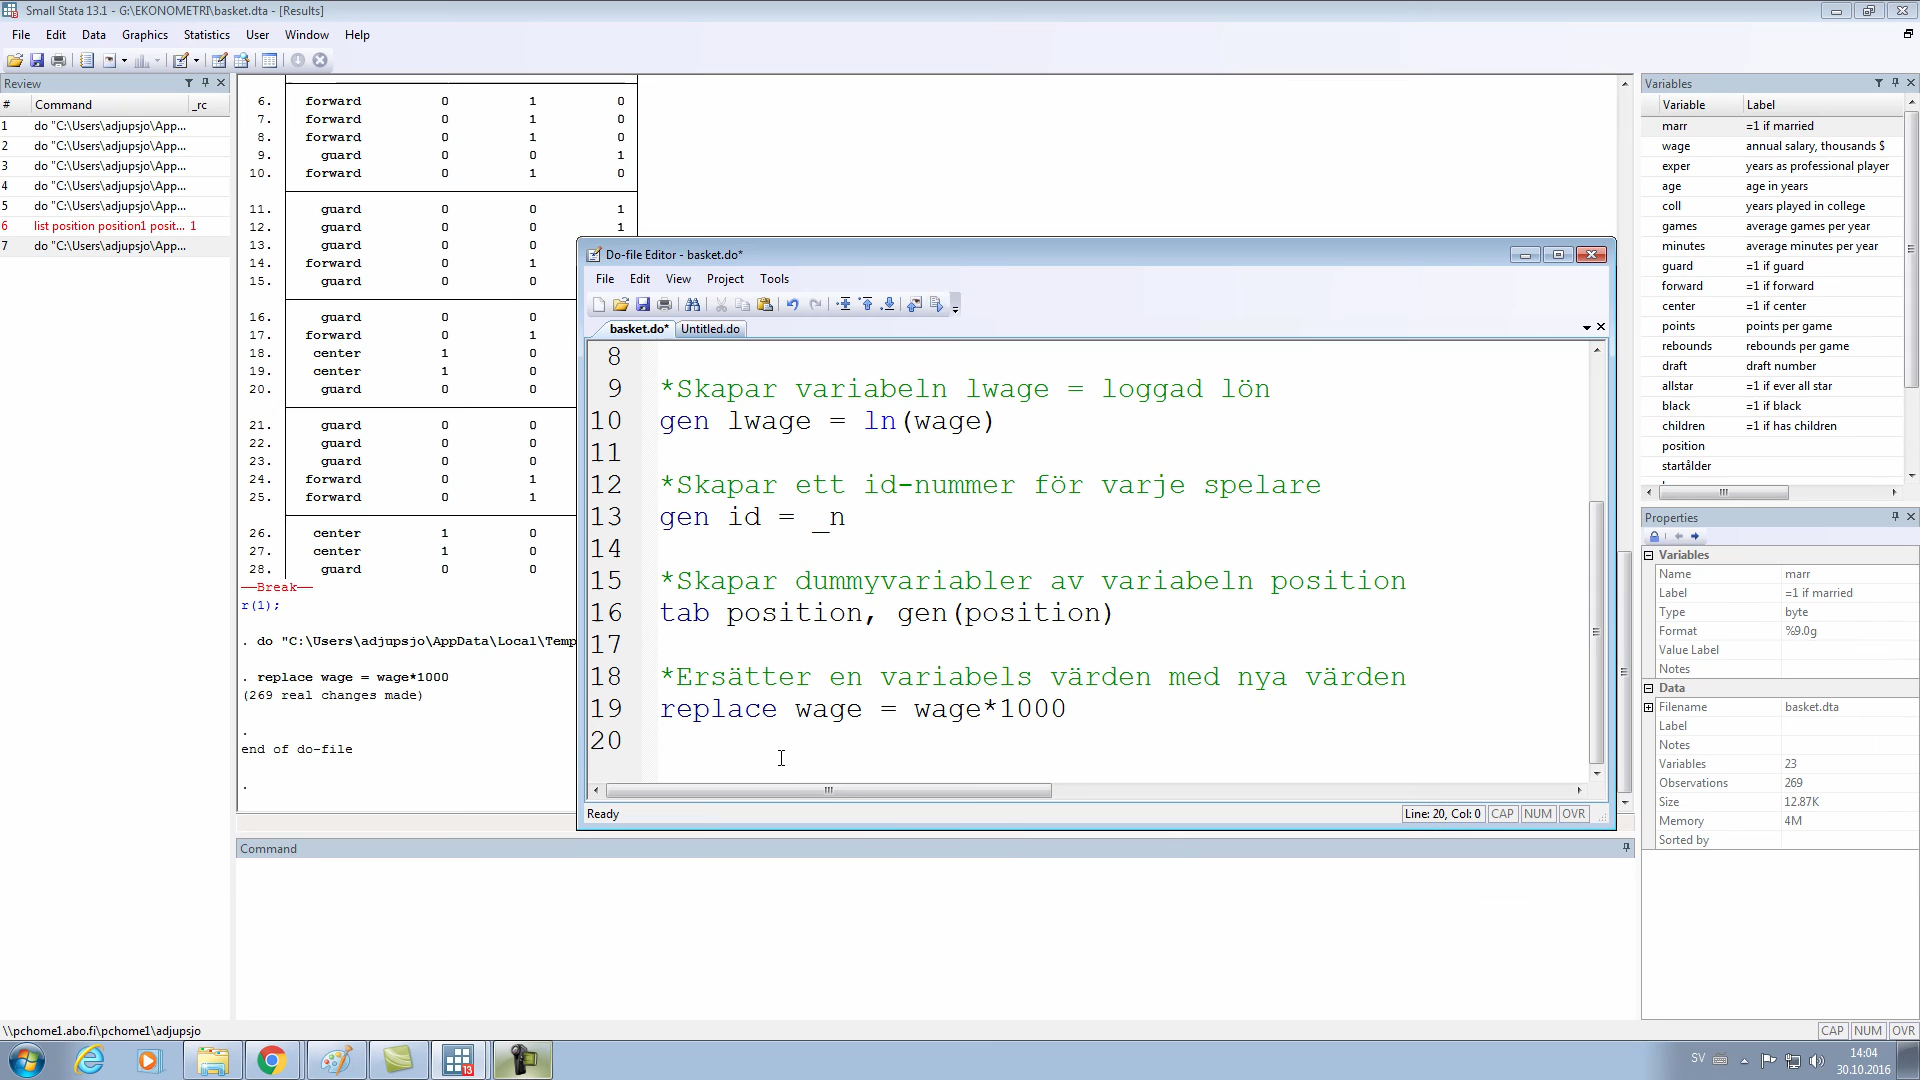 Small Stata 13.1 - G:\EKONOMETRI\basket.dta - [Results]
File Edit Data Graphics Statistics User Window Help
Review
# Command _rc
1 do "C:\Users\adjupsjo\App...
2 do "C:\Users\adjupsjo\App...
3 do "C:\Users\adjupsjo\App...
4 do "C:\Users\adjupsjo\App...
5 do "C:\Users\adjupsjo\App...
6 list position position1 posit... 1
7 do "C:\Users\adjupsjo\App...
6. forward 0 1 0
7. forward 0 1 0
8. forward 0 1 0
9. guard 0 0 1
10. forward 0 1 0
11. guard 0 0 1
12. guard 0 0 1
13. guard 0 0
14. forward 0 1
15. guard 0 0
16. guard 0 0
17. forward 0 1
18. center 1 0
19. center 1 0
20. guard 0 0
21. guard 0 0
22. guard 0 0
23. guard 0 0
24. forward 0 1
25. forward 0 1
26. center 1 0
27. center 1 0
28. guard 0 0
—Break—
r(1);
. do "C:\Users\adjupsjo\AppData\Local\Temp
. replace wage = wage*1000
(269 real changes made)
.
end of do-file
.
Do-file Editor - basket.do*
File Edit View Project Tools
basket.do* Untitled.do
8
9 *Skapar variabeln lwage = loggad lön
10 gen lwage = ln(wage)
11
12 *Skapar ett id-nummer för varje spelare
13 gen id = _n
14
15 *Skapar dummyvariabler av variabeln position
16 tab position, gen(position)
17
18 *Ersätter en variabels värden med nya värden
19 replace wage = wage*1000
20
Ready Line: 20, Col: 0 CAP NUM OVR
Command
Variables
Variable Label
marr =1 if married
wage annual salary, thousands $
exper years as professional player
age age in years
coll years played in college
games average games per year
minutes average minutes per year
guard =1 if guard
forward =1 if forward
center =1 if center
points points per game
rebounds rebounds per game
draft draft number
allstar =1 if ever all star
black =1 if black
children =1 if has children
position
startålder
Properties
Variables
Name marr
Label =1 if married
Type byte
Format %9.0g
Value Label
Notes
Data
Filename basket.dta
Label
Notes
Variables 23
Observations 269
Size 12.87K
Memory 4M
Sorted by
\\pchome1.abo.fi\pchome1\adjupsjo CAP NUM OVR
13
SV
14:04
30.10.2016